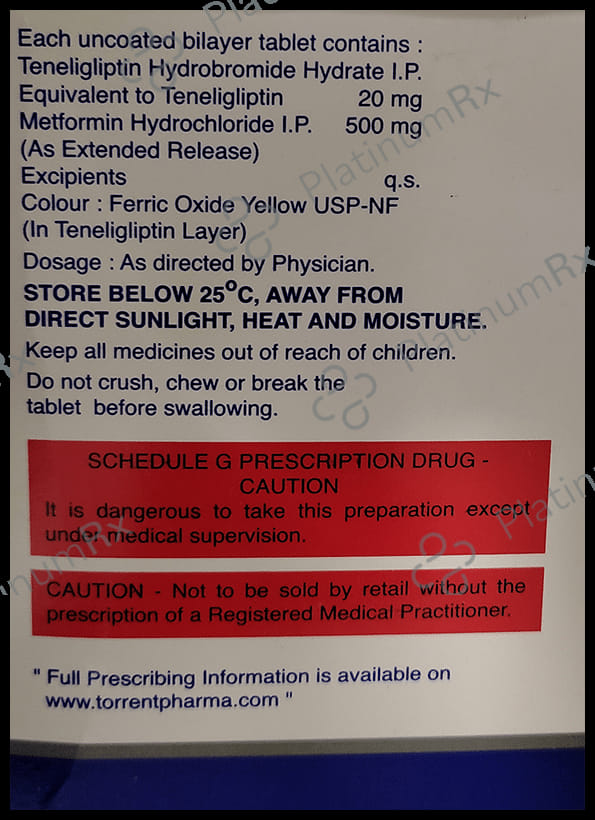 Each uncoated bilayer tablet contains :
Teneligliptin Hydrobromide Hydrate I.P.
Equivalent to Teneligliptin 20 mg
Metformin Hydrochloride I.P. 500 mg
(As Extended Release)
Excipients q.s.
Colour : Ferric Oxide Yellow USP-NF
(In Teneligliptin Layer)
Dosage : As directed by Physician.
STORE BELOW 25°C, AWAY FROM
DIRECT SUNLIGHT, HEAT AND MOISTURE.
Keep all medicines out of reach of children.
Do not crush, chew or break the
tablet before swallowing.
SCHEDULE G PRESCRIPTION DRUG -
CAUTION
It is dangerous to take this preparation except
under medical supervision.
CAUTION - Not to be sold by retail without the
prescription of a Registered Medical Practitioner.
" Full Prescribing Information is available on
www.torrentpharma.com "
PlatinumRx
PlatinumRx
PlatinumRx
PlatinumRx